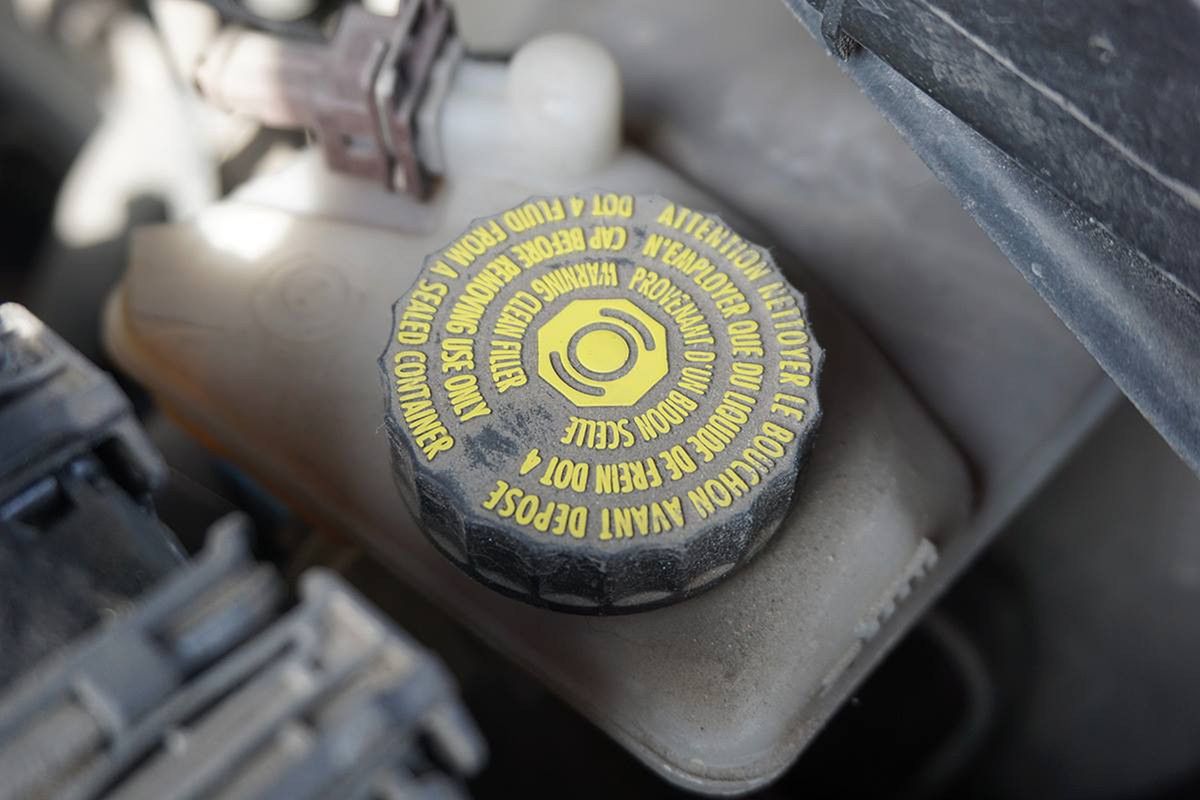 ATTENTION NETTOYER LE BOUCHON AVANT DEPOSE
N'EMPLOYER QUE DU LIQUIDE DE FREIN DOT 4
PROVENANT D'UN BIDON SCELLE
WARNING CLEAN FILLER
CAP BEFORE REMOVING USE ONLY
DOT 4 FLUID FROM A SEALED CONTAINER